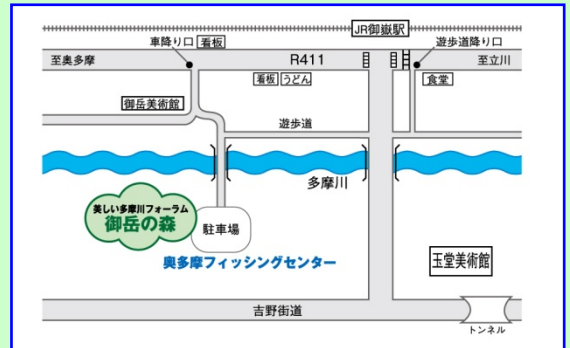 JR御嶽駅
車降り口
看板
遊歩道降り口
至奥多摩
R411
至立川
看板
うどん
食堂
御岳美術館
遊歩道
多摩川
美しい多摩川フォーラム
御岳の森
駐車場
奥多摩フィッシングセンター
玉堂美術館
吉野街道
トンネル